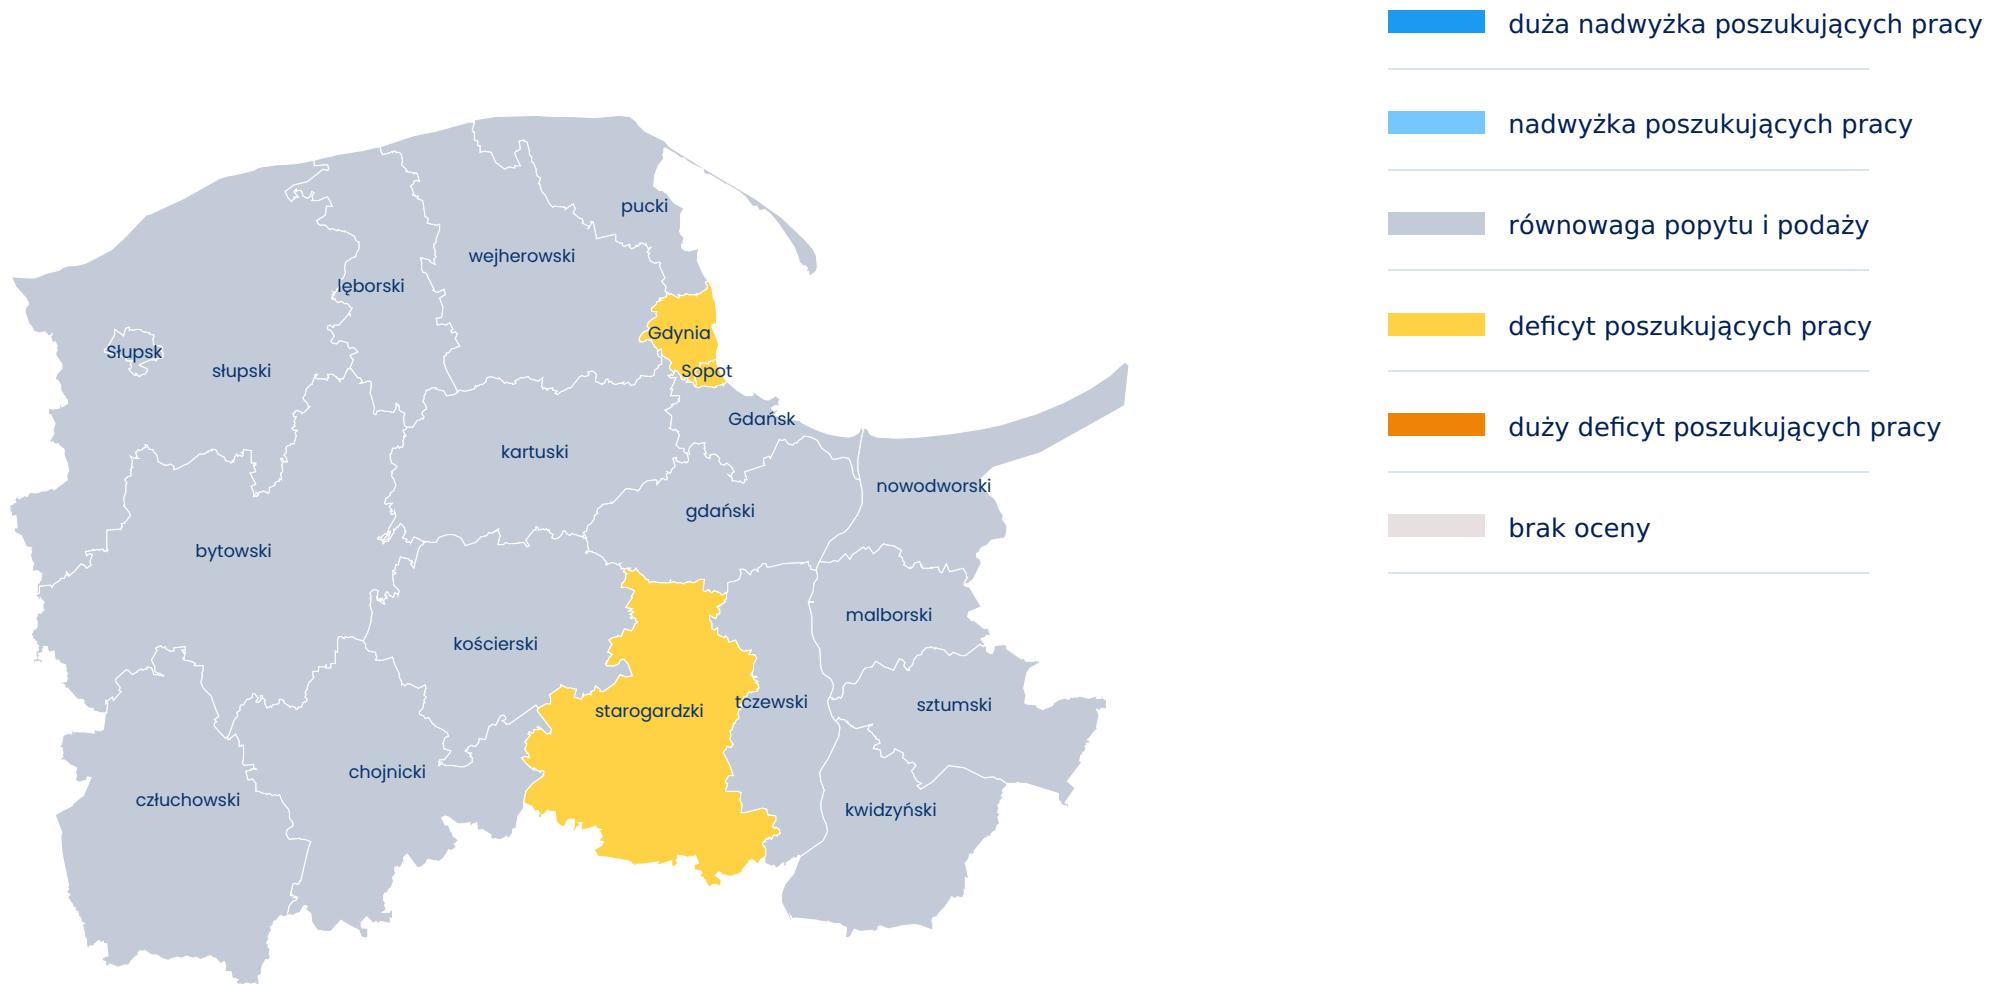 duża nadwyżka poszukujących pracy
nadwyżka poszukujących pracy
równowaga popytu i podaży
deficyt poszukujących pracy
duży deficyt poszukujących pracy
brak oceny
pucki
wejherowski
lęborski
Gdynia
Słupsk
słupski
Sopot
Gdańsk
kartuski
nowodworski
gdański
bytowski
malborski
kościerski
starogardzki
tczewski
sztumski
chojnicki
człuchowski
kwidzyński